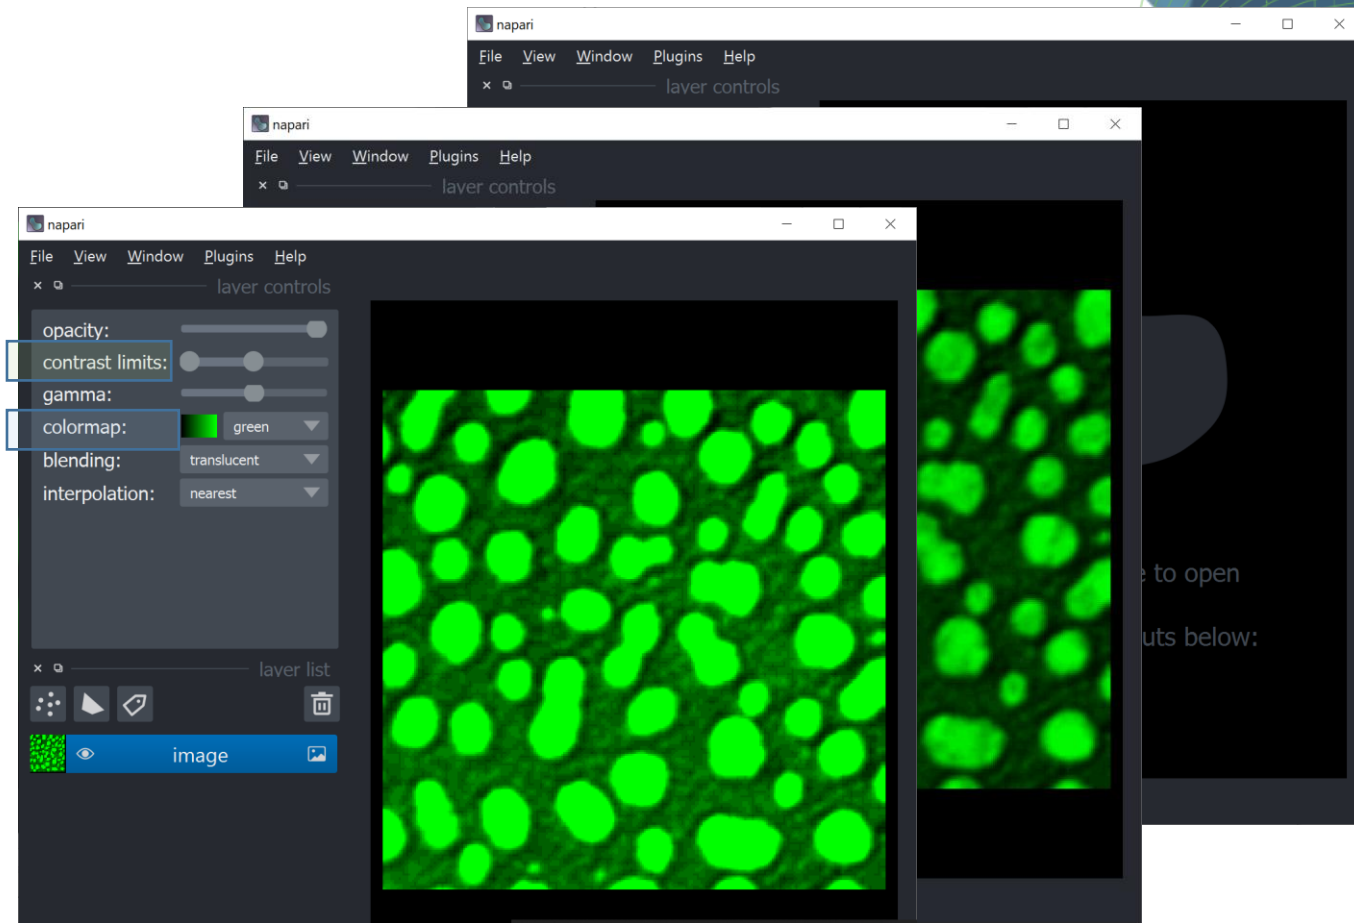 napari
File View Window Plugins Help
layer controls
napari
File View Window Plugins Help
layer controls
napari
File View Window Plugins Help
layer controls
opacity:
contrast limits:
gamma:
colormap: green
blending: translucent
interpolation: nearest
to open
uts below:
layer list
image